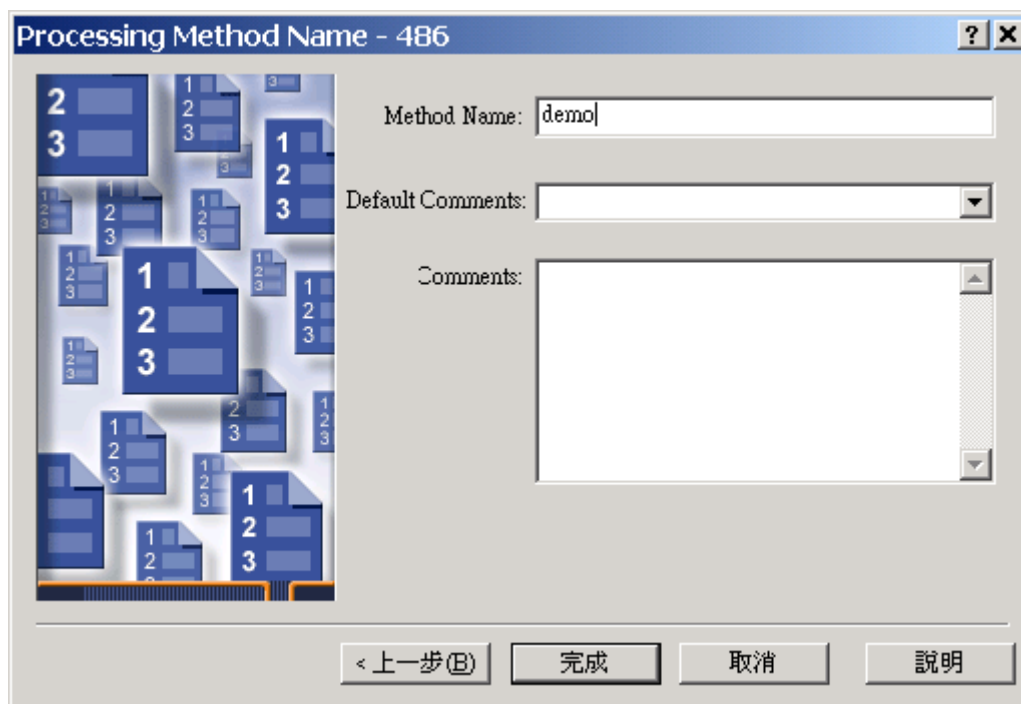 Processing Method Name - 486
Method Name: demo
Default Comments:
Comments:
< 上一步(B) 完成 取消 說明